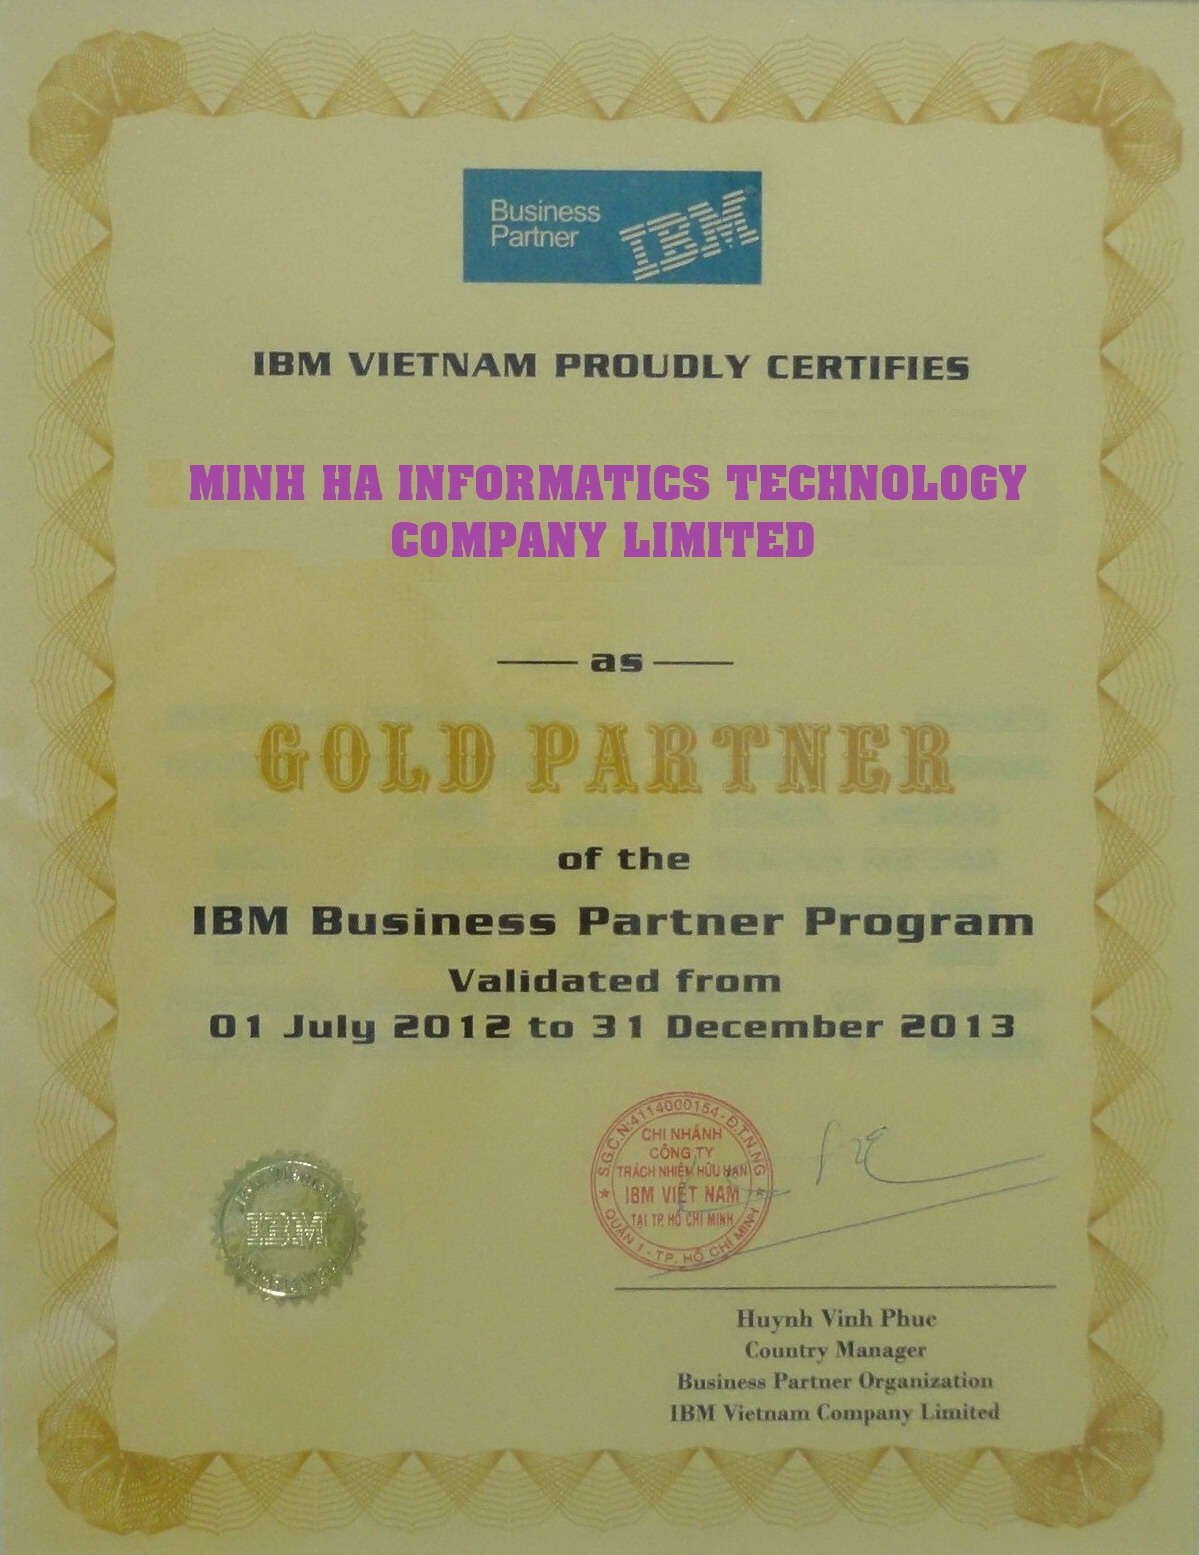 Business
Partner
IBM
IBM VIETNAM PROUDLY CERTIFIES
MINH HA INFORMATICS TECHNOLOGY
COMPANY LIMITED
as
GOLD PARTNER
of the
IBM Business Partner Program
Validated from
01 July 2012 to 31 December 2013
S.G.C.N:4114000154-Đ.T.N.NG
CHI NHÁNH
CÔNG TY
TRÁCH NHIỆM HỮU HẠN
IBM VIỆT NAM
TẠI TP. HỒ CHÍ MINH
QUẬN 1 - TP. HỒ CHÍ MINH
IBM
Huynh Vinh Phuc
Country Manager
Business Partner Organization
IBM Vietnam Company Limited